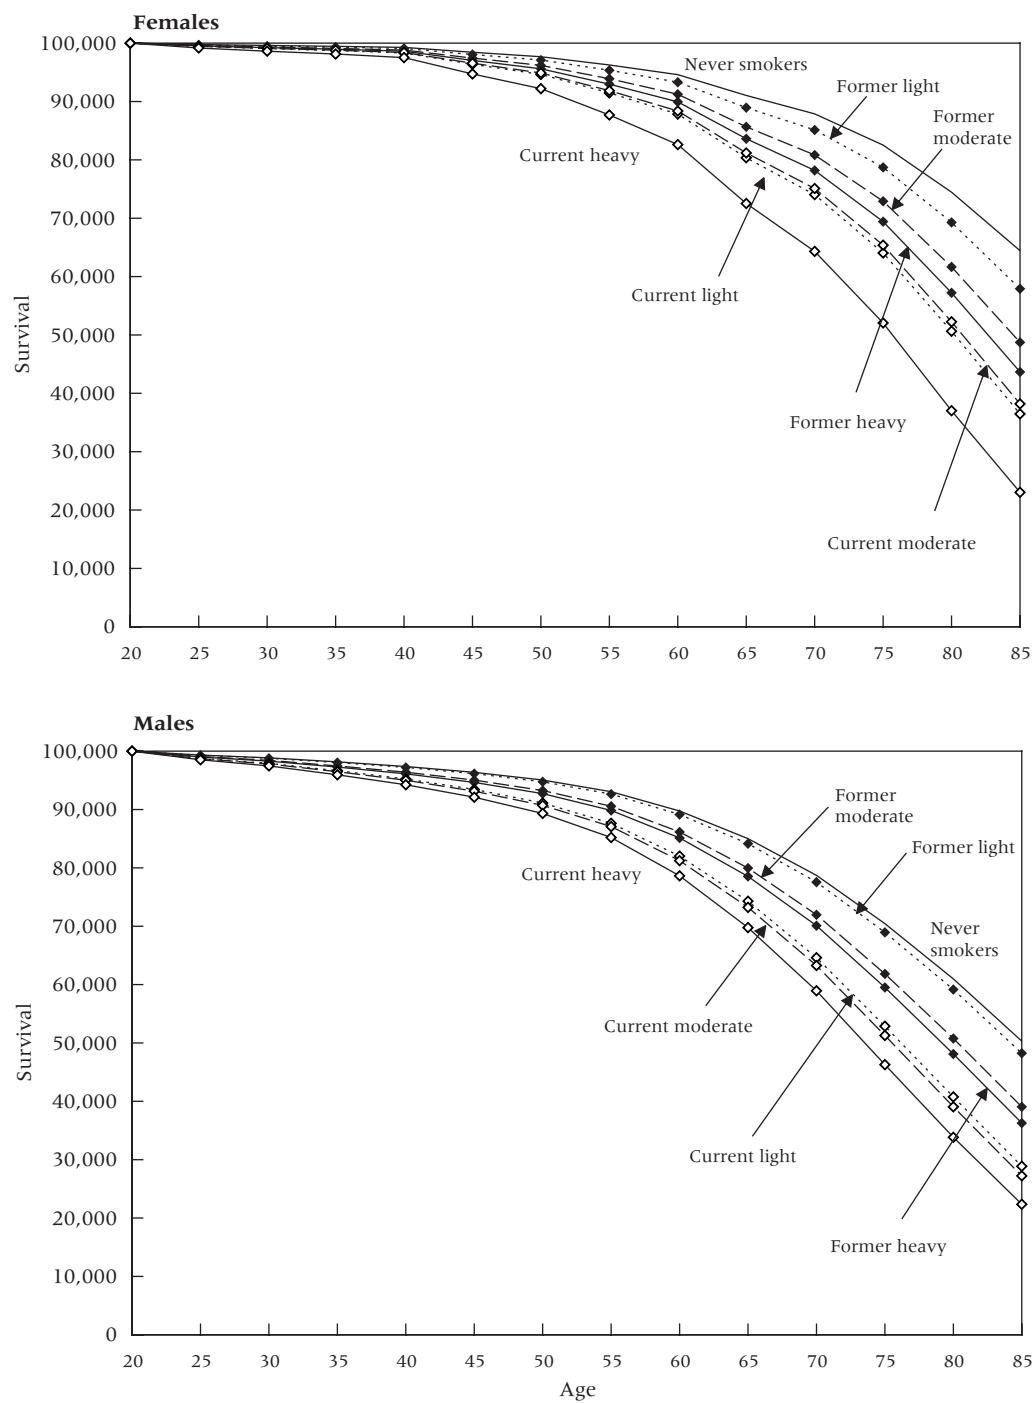 Females
100,000
90,000
80,000
70,000
60,000
50,000
40,000
30,000
20,000
10,000
0
Survival
Never smokers
Former light
Former
moderate
Current heavy
Current light
Former heavy
Current moderate
20 25 30 35 40 45 50 55 60 65 70 75 80 85
Males
100,000
90,000
80,000
70,000
60,000
50,000
40,000
30,000
20,000
10,000
0
Survival
Former
moderate
Former light
Current heavy
Never
smokers
Current moderate
Current light
Former heavy
20 25 30 35 40 45 50 55 60 65 70 75 80 85
Age